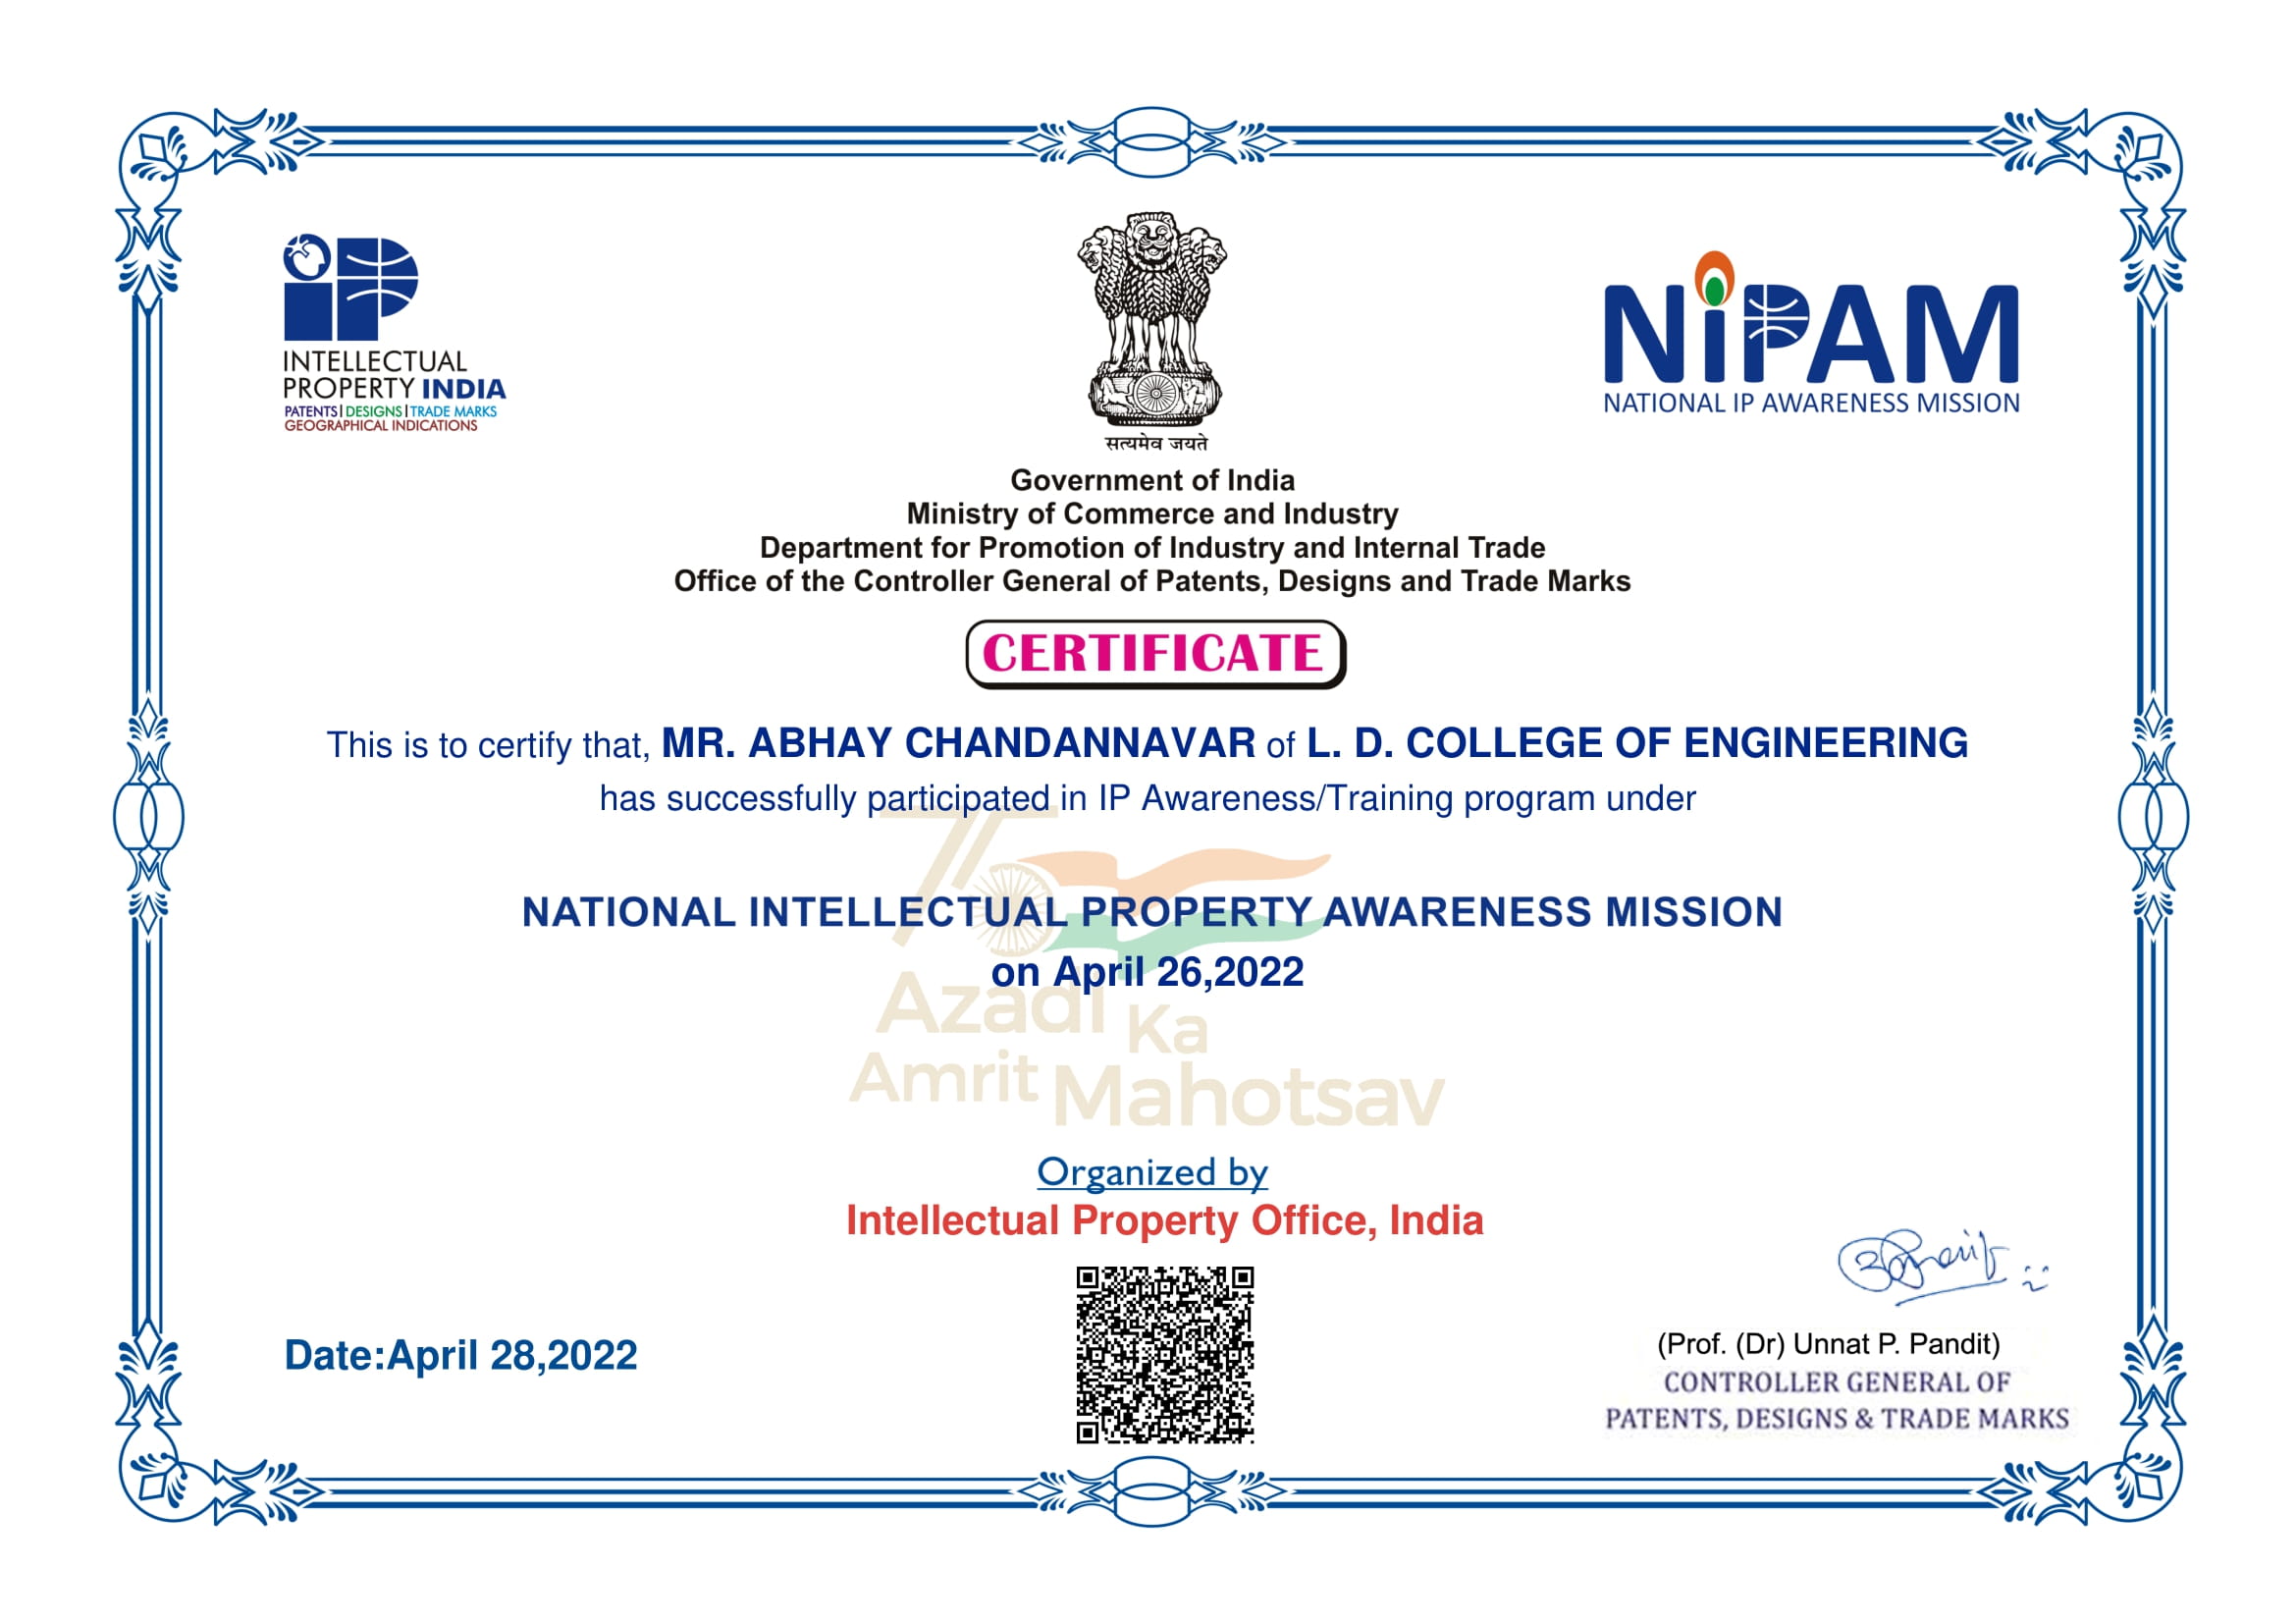 INTELLECTUAL
PROPERTY INDIA
PATENTS | DESIGNS | TRADE MARKS
GEOGRAPHICAL INDICATIONS
सत्यमेव जयते
NiPAM
NATIONAL IP AWARENESS MISSION
Government of India
Ministry of Commerce and Industry
Department for Promotion of Industry and Internal Trade
Office of the Controller General of Patents, Designs and Trade Marks
CERTIFICATE
This is to certify that, MR. ABHAY CHANDANNAVAR of L. D. COLLEGE OF ENGINEERING
has successfully participated in IP Awareness/Training program under
NATIONAL INTELLECTUAL PROPERTY AWARENESS MISSION
on April 26,2022
75
Azadi Ka
Amrit Mahotsav
Organized by
Intellectual Property Office, India
Date:April 28,2022
(Prof. (Dr) Unnat P. Pandit)
CONTROLLER GENERAL OF
PATENTS, DESIGNS & TRADE MARKS